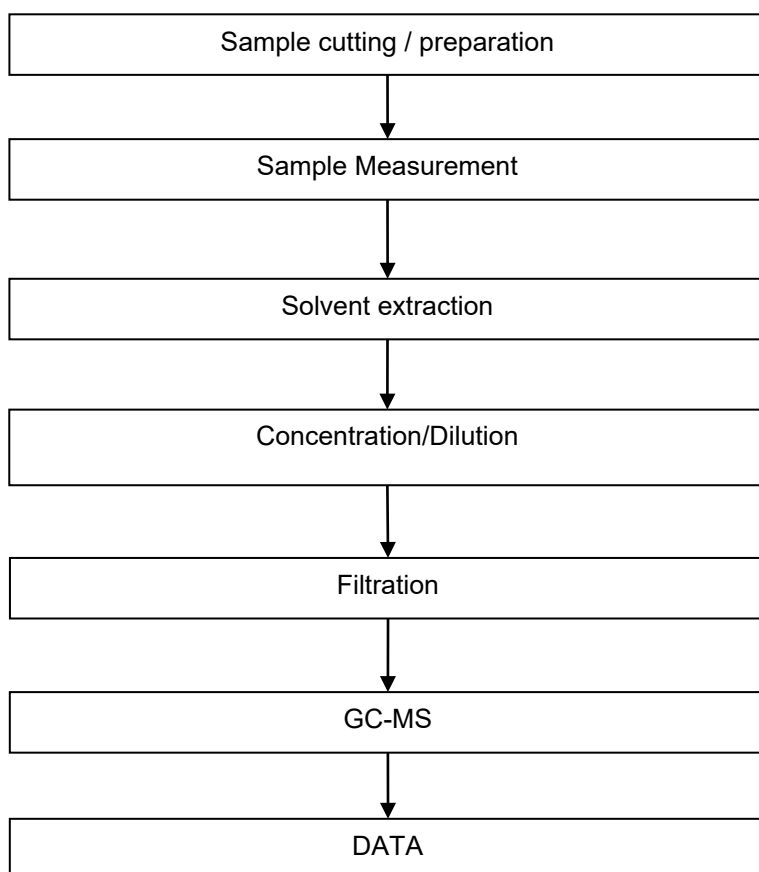 Sample cutting / preparation
Sample Measurement
Solvent extraction
Concentration/Dilution
Filtration
GC-MS
DATA